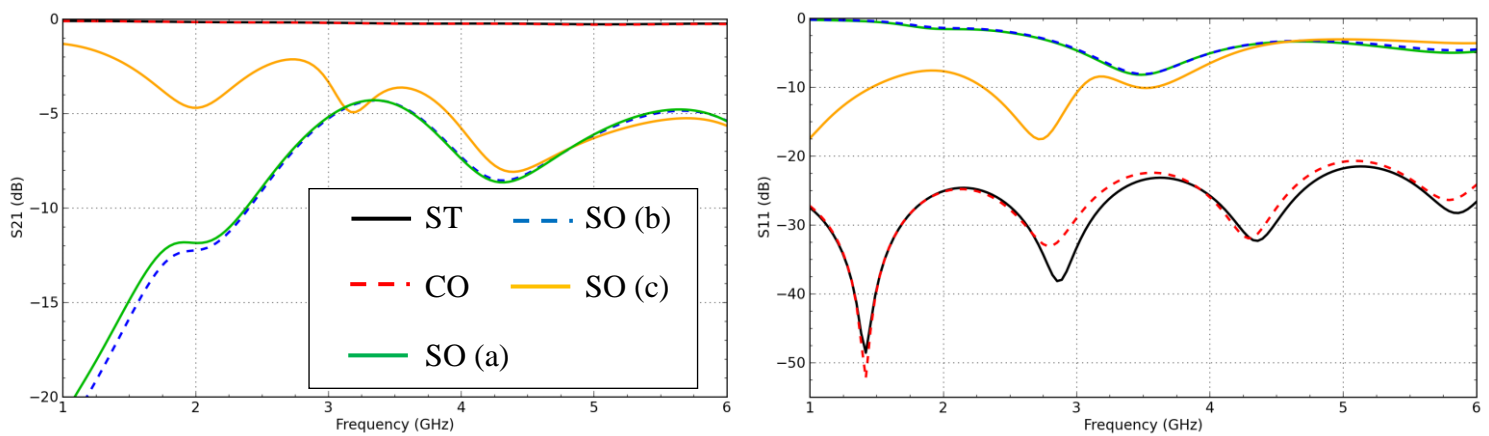 0
−5
−10
−15
−20
S21 (dB)
1 2 3 4 5 6
Frequency (GHz)
ST SO (b)
CO SO (c)
SO (a)
0
−10
−20
−30
−40
−50
S11 (dB)
1 2 3 4 5 6
Frequency (GHz)